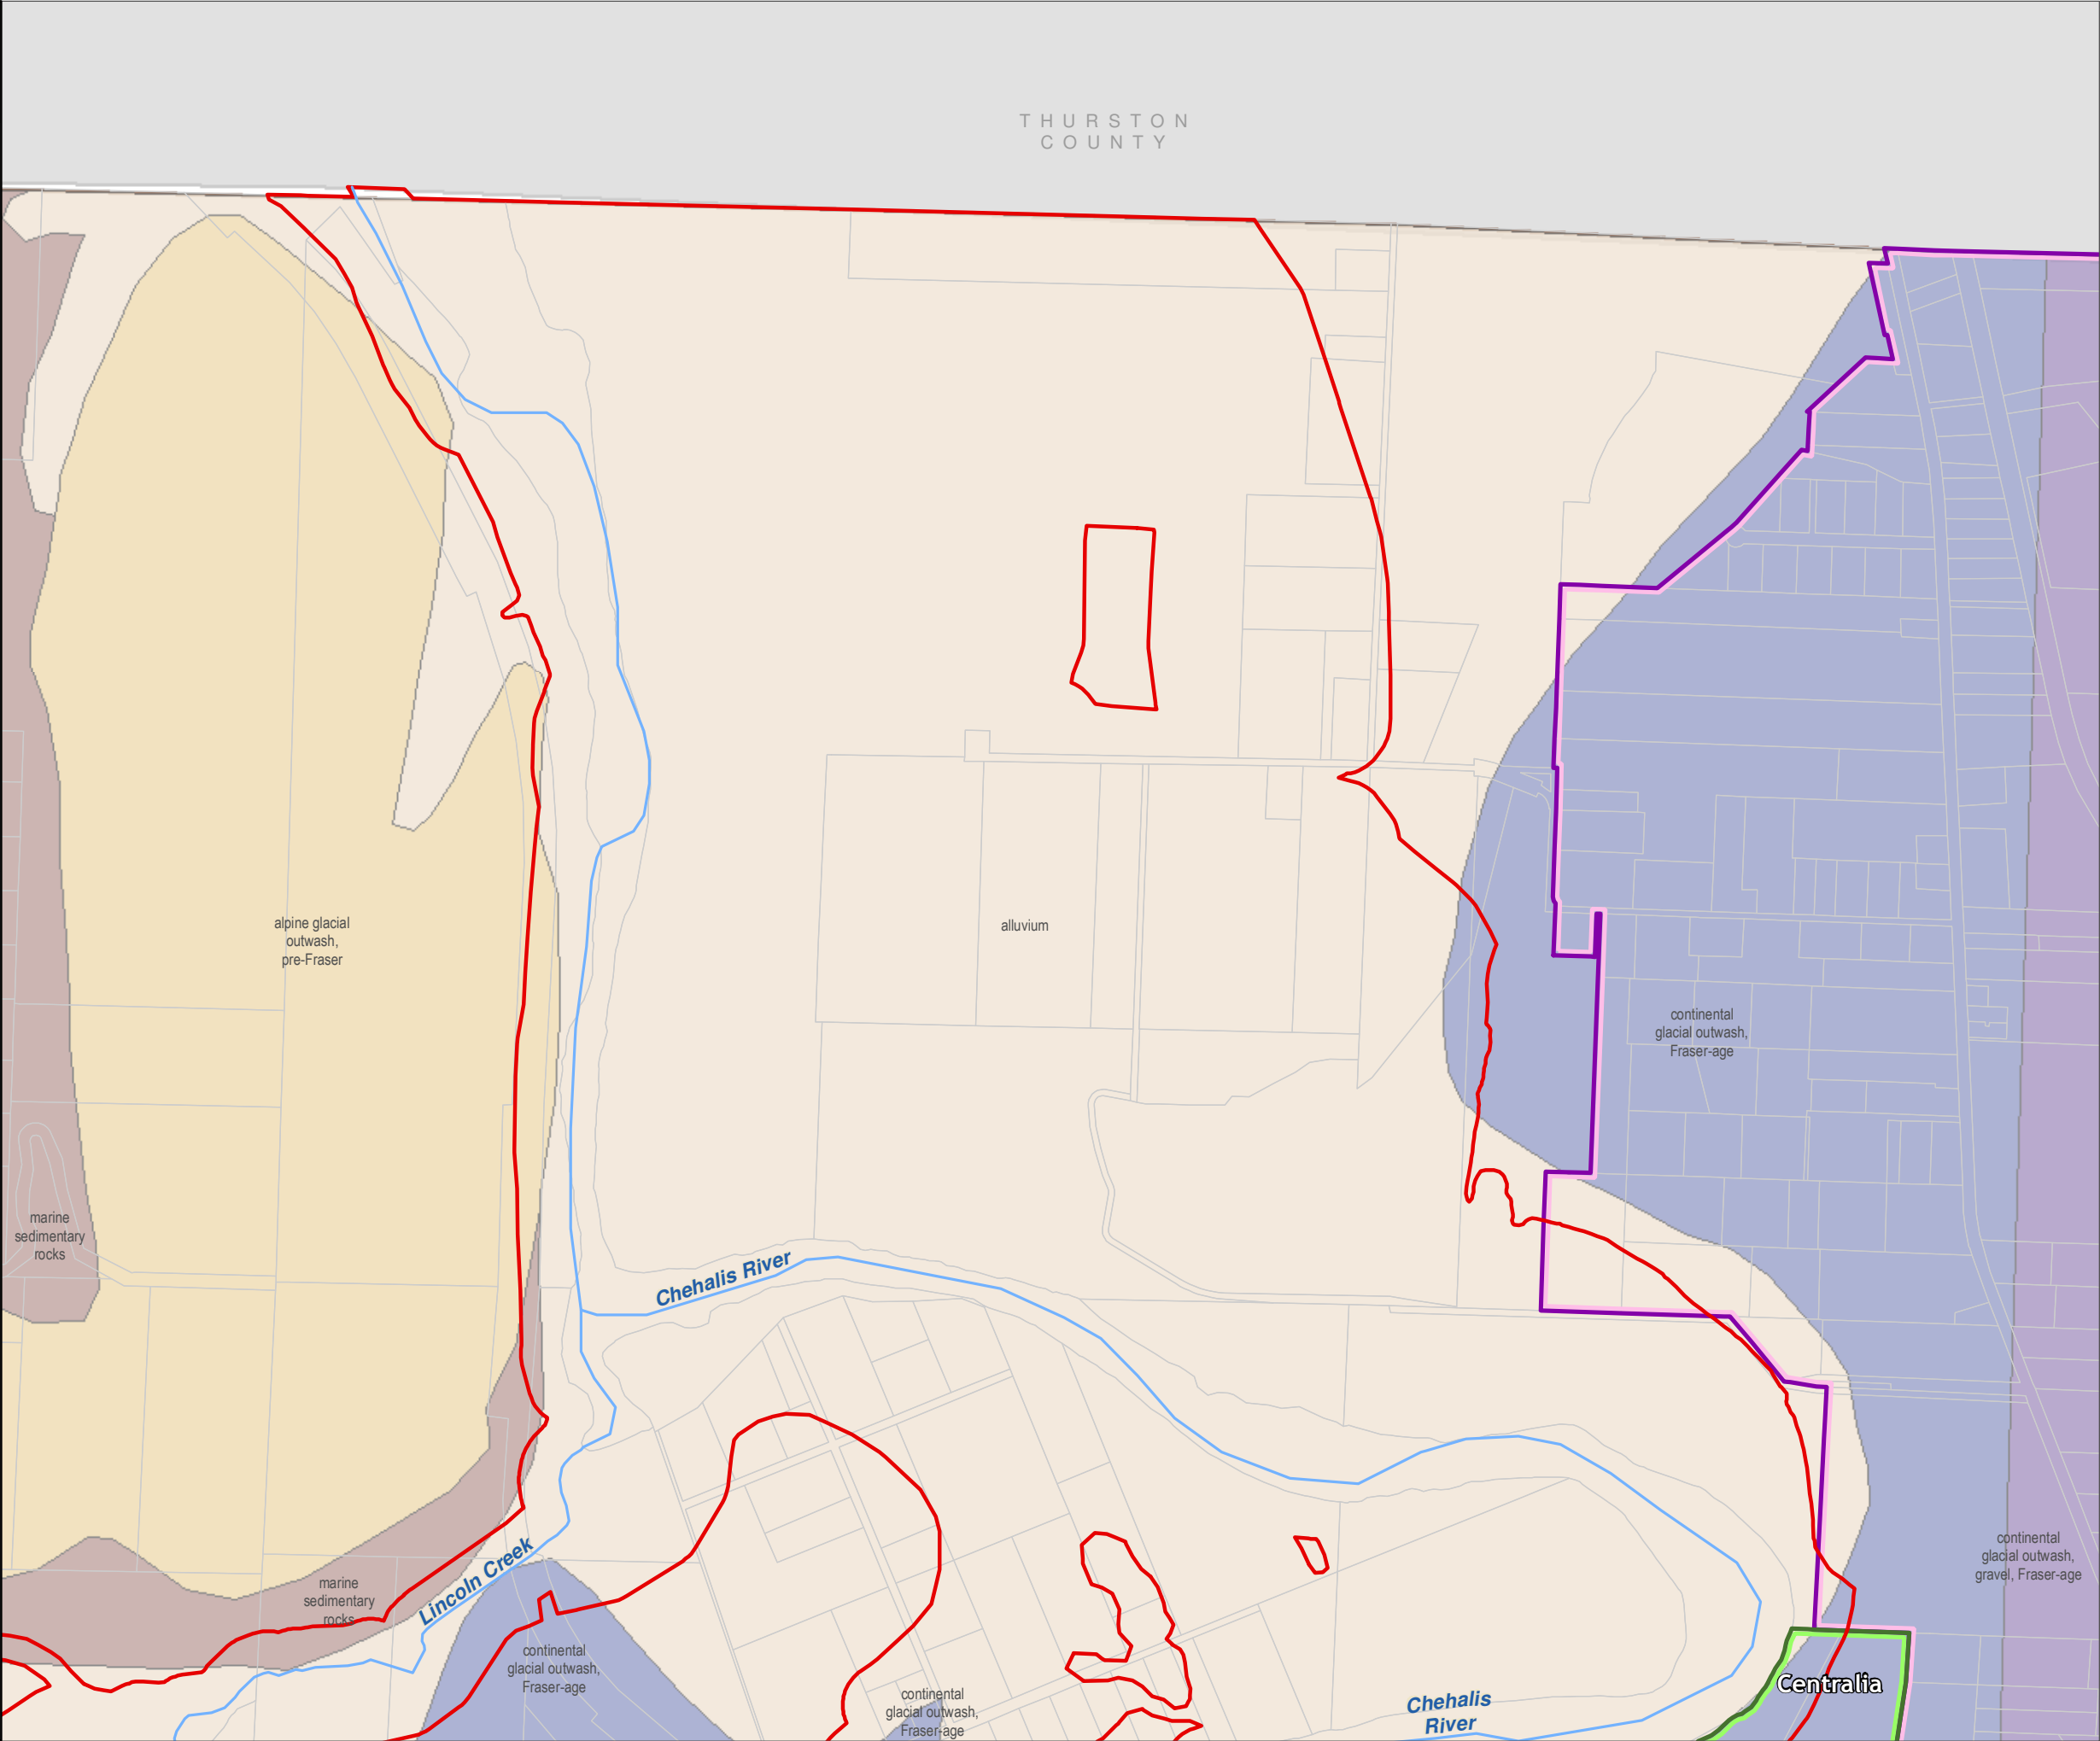 THURSTON
COUNTY
alpine glacial
outwash,
pre-Fraser
alluvium
continental
glacial outwash,
Fraser-age
marine
sedimentary
rocks
Chehalis River
Lincoln Creek
marine
sedimentary
rocks
continental
glacial outwash,
gravel, Fraser-age
continental
glacial outwash,
Fraser-age
continental
glacial outwash,
Fraser-age
Chehalis
River
Centralia